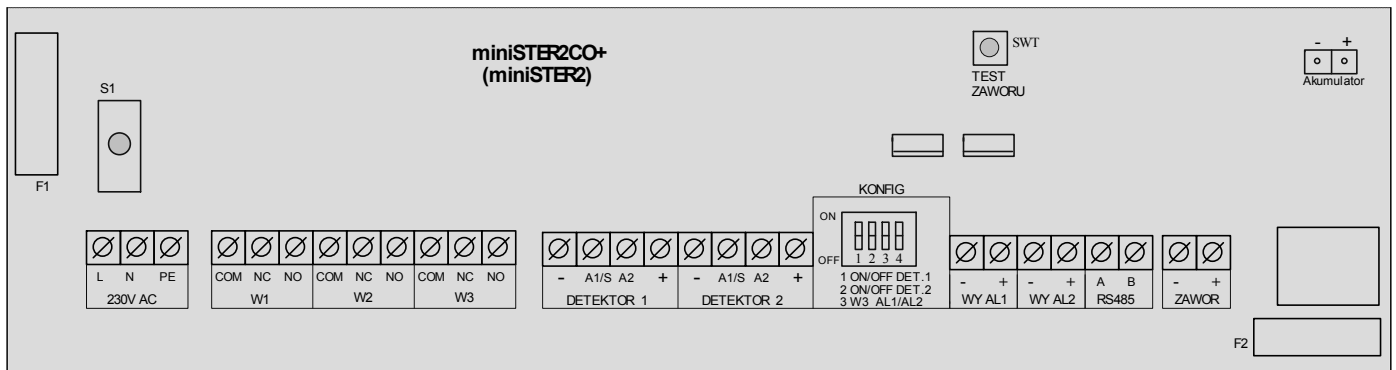 miniSTER2CO+
(miniSTER2)
SWT
TEST
ZAWORU
- +
Akumulator
S1
F1
KONFIG
ON
OFF
1 2 3 4
1 ON/OFF DET.1
2 ON/OFF DET.2
3 W3 AL1/AL2
L N PE
230V AC
COM NC NO
W1
COM NC NO
W2
COM NC NO
W3
- A1/S A2 +
DETEKTOR 1
- A1/S A2 +
DETEKTOR 2
- +
WY AL1
- +
WY AL2
A B
RS485
- +
ZAWOR
F2